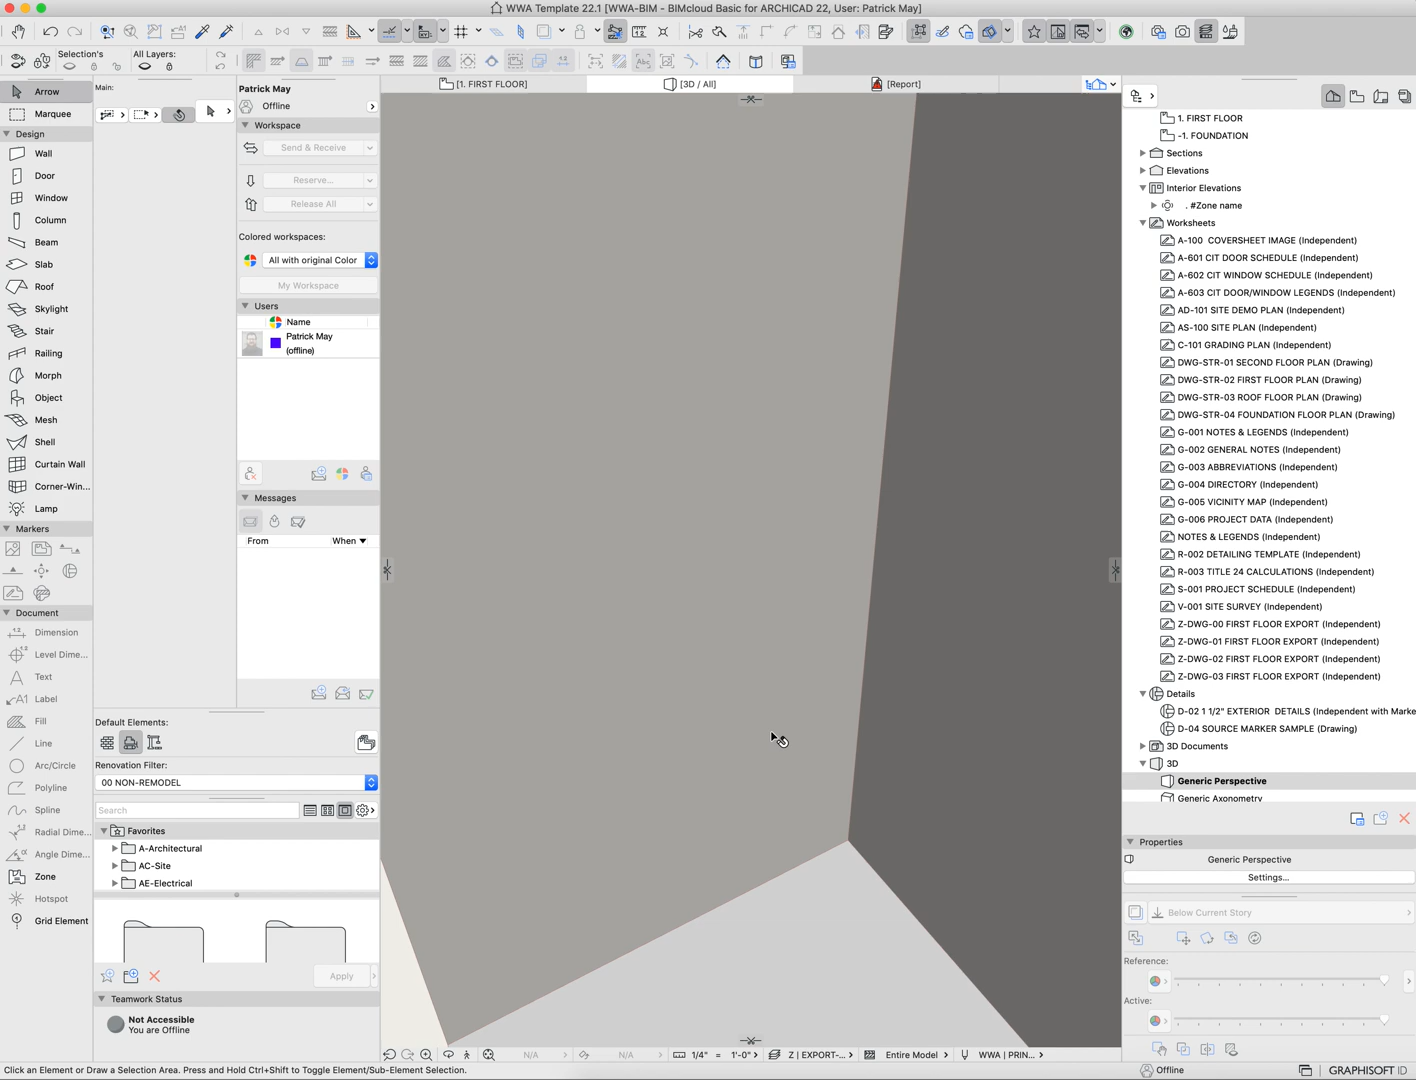 WWA Template 22.1 [WWA-BIM - BIMcloud Basic for ARCHICAD 22, User: Patrick May]
Selection's
All Layers:
Arrow
Marquee
Design
Wall
Door
Window
Column
Beam
Slab
Roof
Skylight
Stair
Railing
Morph
Object
Mesh
Shell
Curtain Wall
Corner-Win...
Lamp
Markers
Document
Dimension
Level Dime...
Text
A1 Label
Fill
Line
Arc/Circle
Polyline
Spline
Radial Dime...
Angle Dime...
Zone
Hotspot
Grid Element
Main:
Default Elements:
Renovation Filter:
00 NON-REMODEL
Search
Favorites
A-Architectural
AC-Site
AE-Electrical
Apply
Teamwork Status
Not Accessible
You are Offline
Patrick May
Offline
Workspace
Send & Receive
Reserve...
Release All
Colored workspaces:
All with original Color
My Workspace
Users
Name
Patrick May
(offline)
Messages
From When
[1. FIRST FLOOR]
[3D / All]
[Report]
N/A
N/A
1/4" = 1'-0"
Z | EXPORT-...
Entire Model
WWA | PRIN...
1. FIRST FLOOR
-1. FOUNDATION
Sections
Elevations
Interior Elevations
. #Zone name
Worksheets
A-100 COVERSHEET IMAGE (Independent)
A-601 CIT DOOR SCHEDULE (Independent)
A-602 CIT WINDOW SCHEDULE (Independent)
A-603 CIT DOOR/WINDOW LEGENDS (Independent)
AD-101 SITE DEMO PLAN (Independent)
AS-100 SITE PLAN (Independent)
C-101 GRADING PLAN (Independent)
DWG-STR-01 SECOND FLOOR PLAN (Drawing)
DWG-STR-02 FIRST FLOOR PLAN (Drawing)
DWG-STR-03 ROOF FLOOR PLAN (Drawing)
DWG-STR-04 FOUNDATION FLOOR PLAN (Drawing)
G-001 NOTES & LEGENDS (Independent)
G-002 GENERAL NOTES (Independent)
G-003 ABBREVIATIONS (Independent)
G-004 DIRECTORY (Independent)
G-005 VICINITY MAP (Independent)
G-006 PROJECT DATA (Independent)
NOTES & LEGENDS (Independent)
R-002 DETAILING TEMPLATE (Independent)
R-003 TITLE 24 CALCULATIONS (Independent)
S-001 PROJECT SCHEDULE (Independent)
V-001 SITE SURVEY (Independent)
Z-DWG-00 FIRST FLOOR EXPORT (Independent)
Z-DWG-01 FIRST FLOOR EXPORT (Independent)
Z-DWG-02 FIRST FLOOR EXPORT (Independent)
Z-DWG-03 FIRST FLOOR EXPORT (Independent)
Details
D-02 1 1/2" EXTERIOR DETAILS (Independent with Marke
D-04 SOURCE MARKER SAMPLE (Drawing)
3D Documents
3D
Generic Perspective
Generic Axonometry
Properties
Generic Perspective
Settings...
Below Current Story
Reference:
Active:
Click an Element or Draw a Selection Area. Press and Hold Ctrl+Shift to Toggle Element/Sub-Element Selection.
Offline
GRAPHISOFT ID